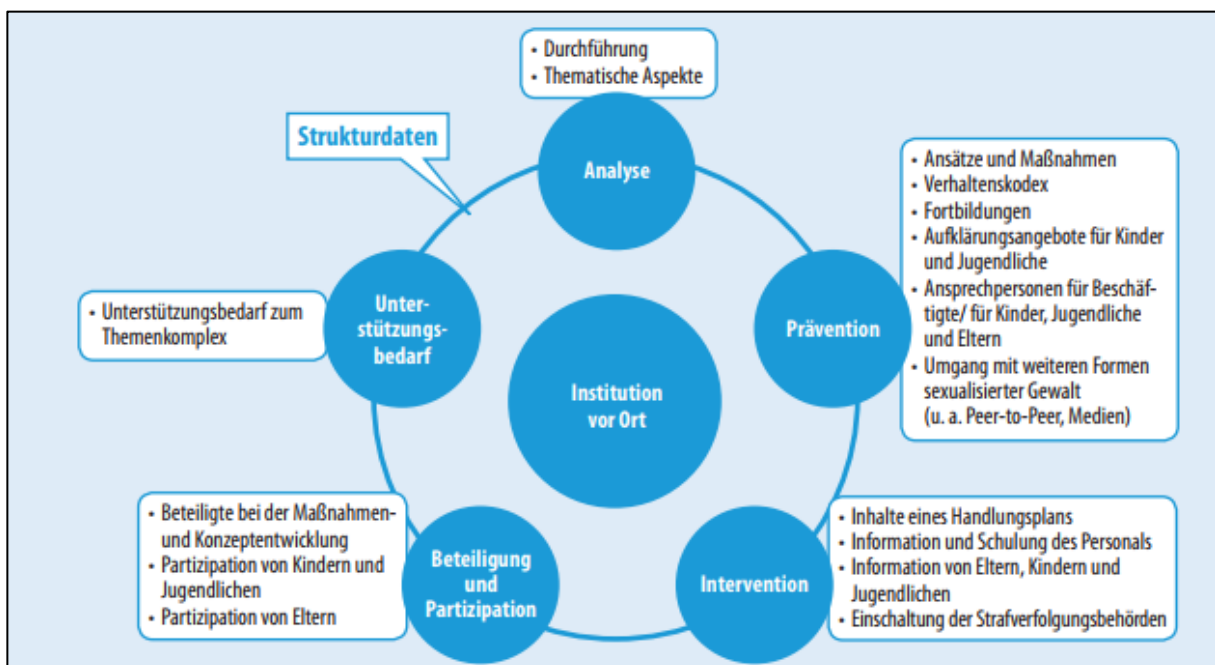 • Durchführung
• Thematische Aspekte
Strukturdaten
Analyse
• Ansätze und Maßnahmen
• Verhaltenskodex
• Fortbildungen
• Aufklärungsangebote für Kinder
und Jugendliche
• Ansprechpersonen für Beschäf-
tigte/ für Kinder, Jugendliche
und Eltern
• Umgang mit weiteren Formen
sexualisierter Gewalt
(u. a. Peer-to-Peer, Medien)
Prävention
• Unterstützungsbedarf zum
Themenkomplex
Unter-
stützungs-
bedarf
Institution
vor Ort
• Beteiligte bei der Maßnahmen-
und Konzeptentwicklung
• Partizipation von Kindern und
Jugendlichen
• Partizipation von Eltern
Beteiligung
und
Partizipation
Intervention
• Inhalte eines Handlungsplans
• Information und Schulung des Personals
• Information von Eltern, Kindern und
Jugendlichen
• Einschaltung der Strafverfolgungsbehörden